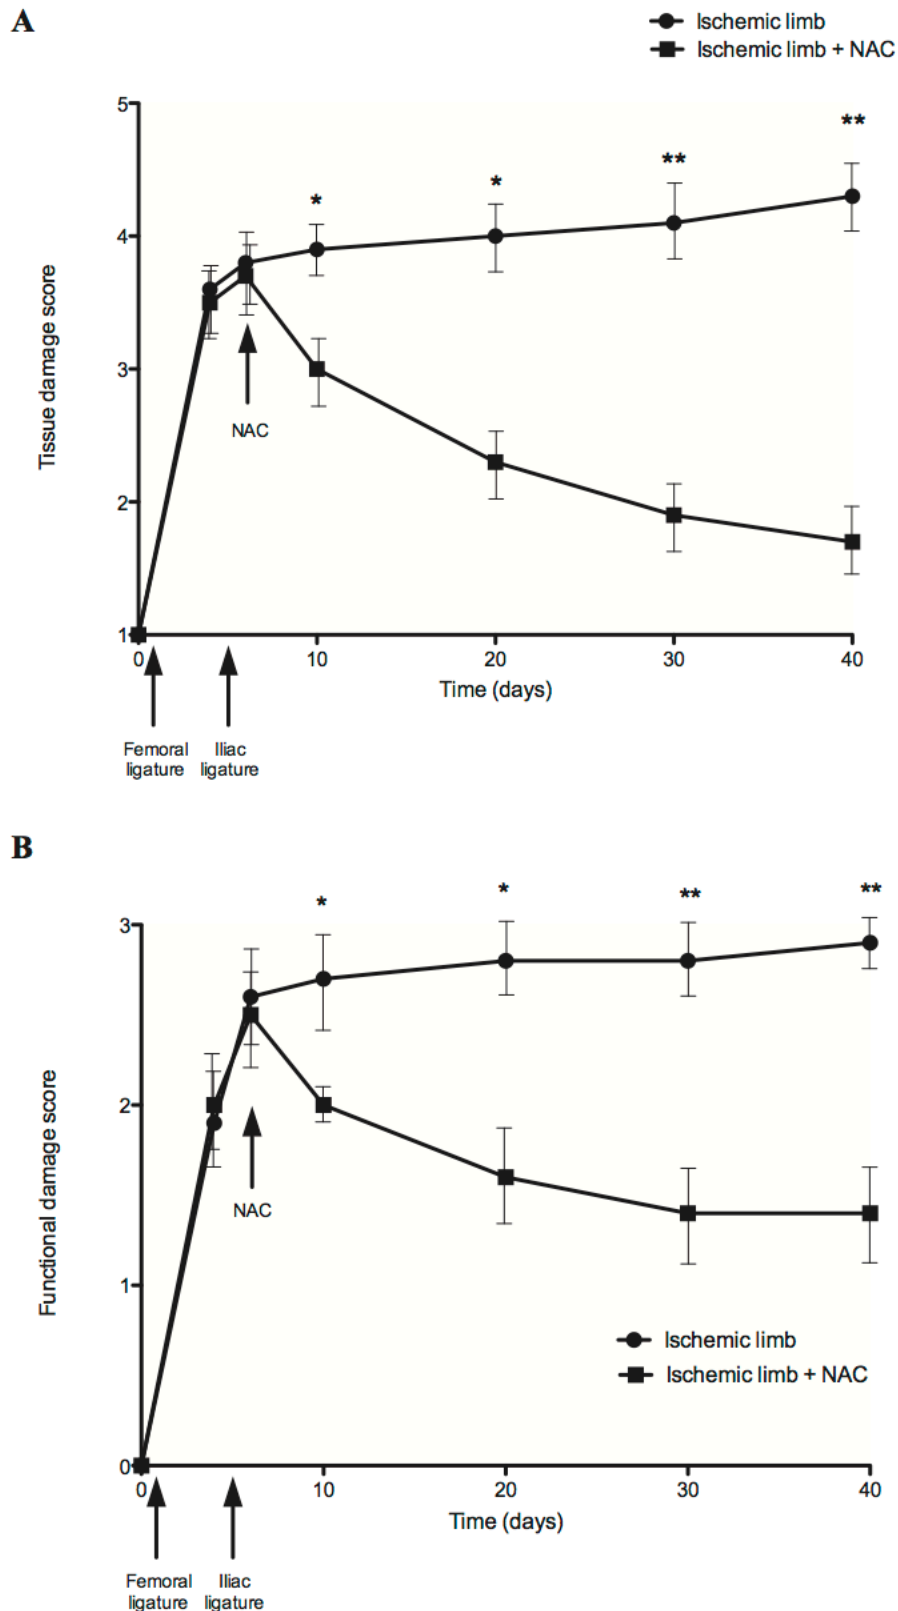 A
Ischemic limb
Ischemic limb + NAC
5
**
**
*
*
4
Tissue damage score
3
NAC
2
1
0
10
20
30
40
Time (days)
Femoral
ligature
Iliac
ligature
B
*
*
**
**
3
2
Functional damage score
NAC
1
Ischemic limb
Ischemic limb + NAC
0
0
10
20
30
40
Time (days)
Femoral
ligature
Iliac
ligature